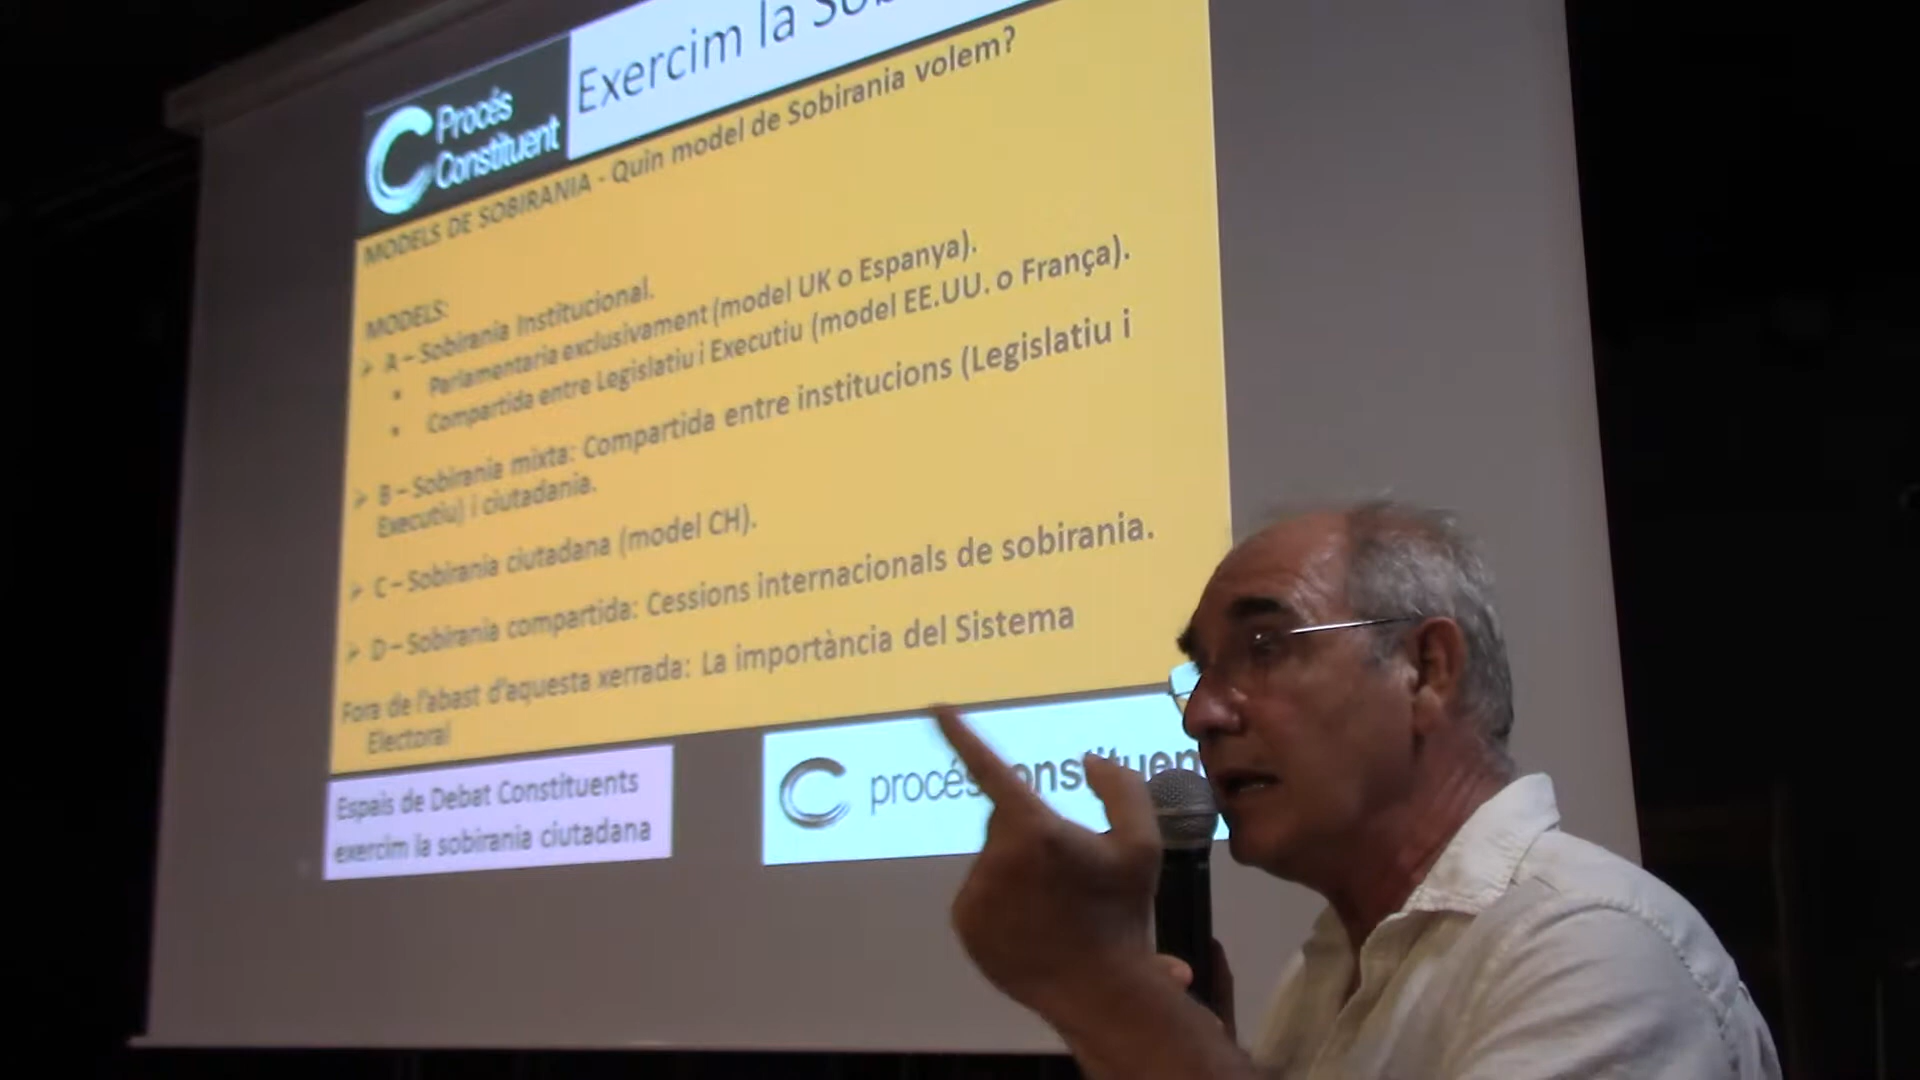 Procés
Constituent
Exercim la
MODELS DE SOBIRANIA - Quin model de Sobirania volem?
MODELS:
A – Sobirania Institucional.
Parlamentaria exclusivament (model UK o Espanya).
Compartida entre Legislatiu i Executiu (model EE.UU. o França).
B – Sobirania mixta: Compartida entre institucions (Legislatiu i
Executiu) i ciutadania.
C – Sobirania ciutadana (model CH).
D – Sobirania compartida: Cessions internacionals de sobirania.
Fora de l'abast d'aquesta xerrada: La importància del Sistema
Electoral
Espais de Debat Constituents
exercim la sobirania ciutadana
procés constituen